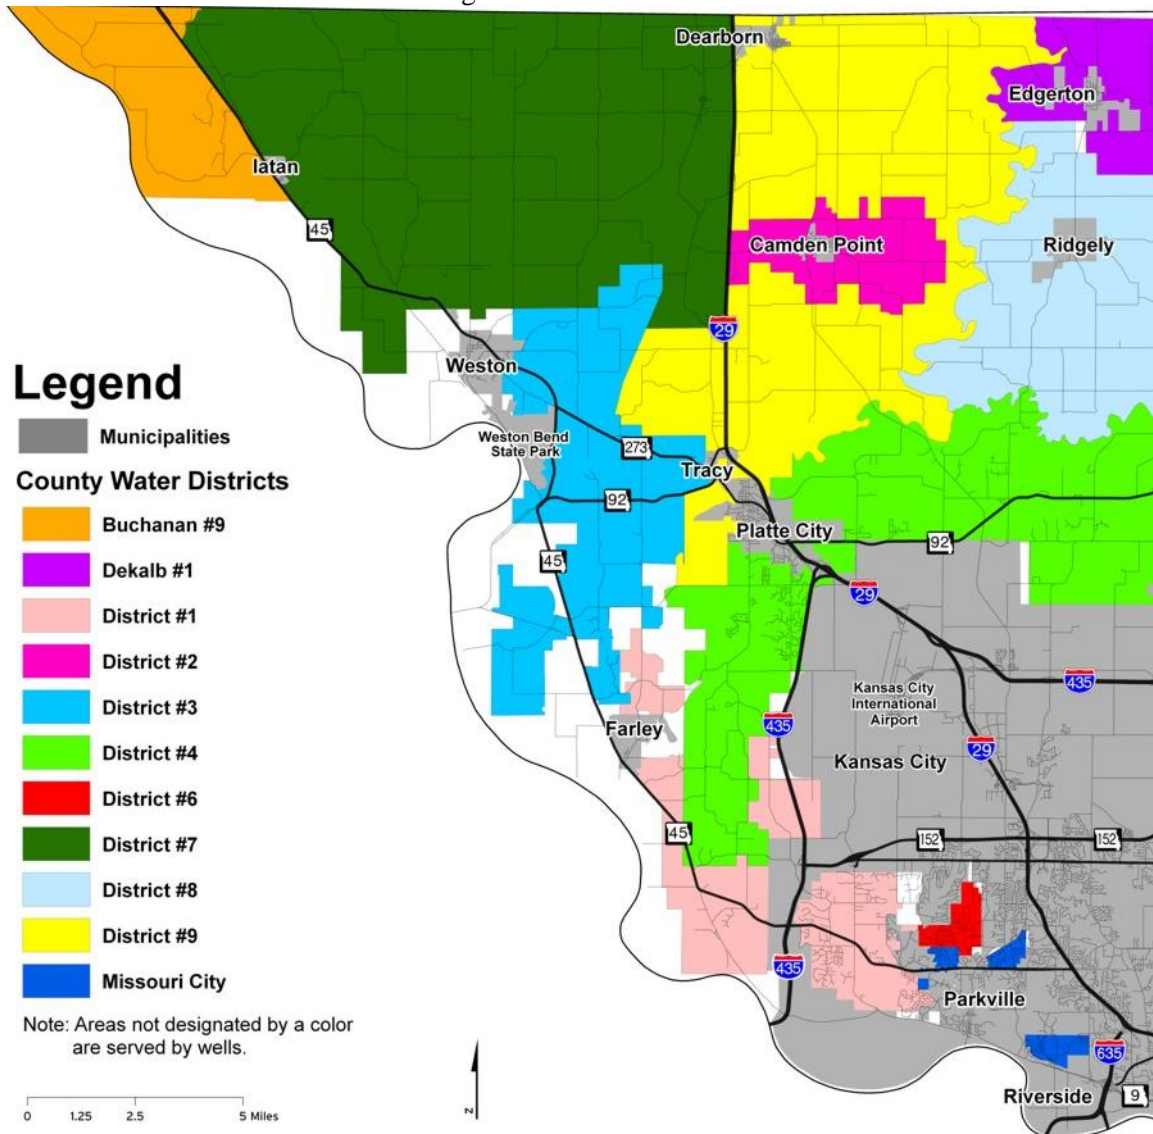 Dearborn
Edgerton
Iatan
45
Camden Point
Ridgely
29
Legend
Weston
Municipalities
Weston Bend
State Park
273
County Water Districts
Tracy
92
Buchanan #9
Platte City
92
Dekalb #1
45
29
District #1
District #2
435
Kansas City
International
Airport
District #3
Farley
435
29
District #4
Kansas City
District #6
45
152
152
District #7
District #8
District #9
435
Missouri City
Parkville
Note: Areas not designated by a color
are served by wells.
635
Riverside
9
0 1.25 2.5 5 Miles
z